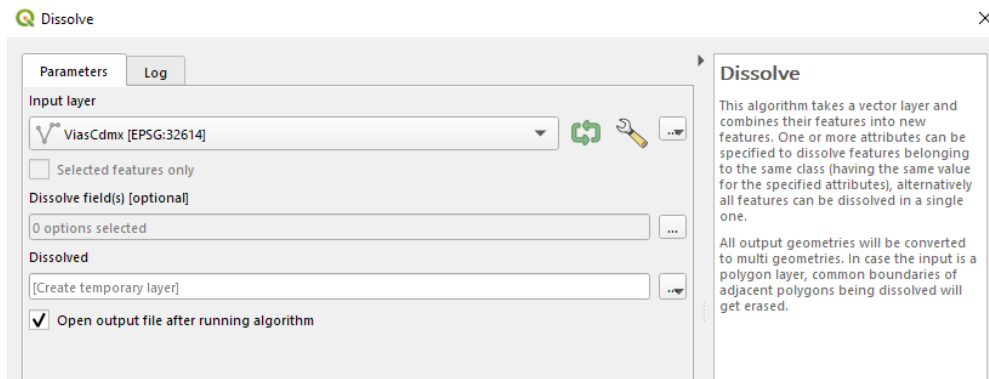 Dissolve
Parameters
Log
Input layer
ViasCdmx [EPSG:32614]
...
Selected features only
Dissolve field(s) [optional]
0 options selected
...
Dissolved
[Create temporary layer]
...
Open output file after running algorithm
Dissolve
This algorithm takes a vector layer and
combines their features into new
features. One or more attributes can be
specified to dissolve features belonging
to the same class (having the same value
for the specified attributes), alternatively
all features can be dissolved in a single
one.
All output geometries will be converted
to multi geometries. In case the input is a
polygon layer, common boundaries of
adjacent polygons being dissolved will
get erased.